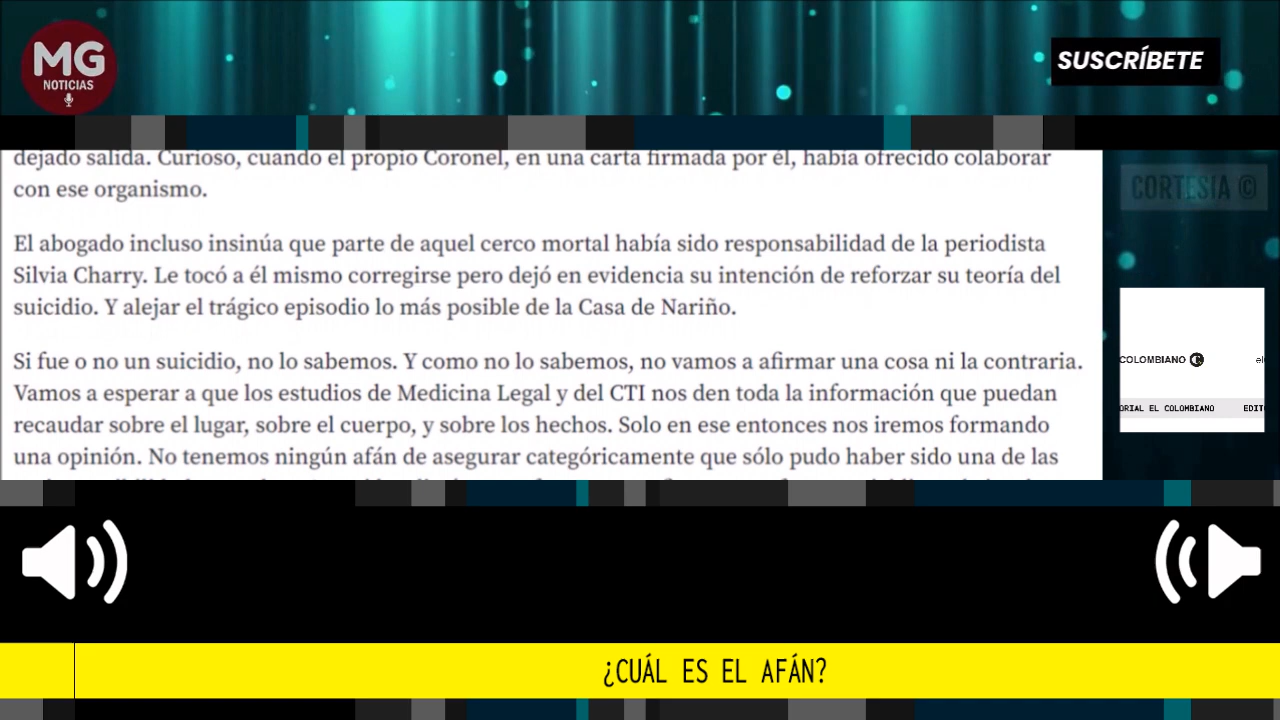 MG
NOTICIAS
SUSCRÍBETE
dejado salida. Curioso, cuando el propio Coronel, en una carta firmada por él, había ofrecido colaborar
con ese organismo.
CORTESIA ©
El abogado incluso insinúa que parte de aquel cerco mortal había sido responsabilidad de la periodista
Silvia Charry. Le tocó a él mismo corregirse pero dejó en evidencia su intención de reforzar su teoría del
suicidio. Y alejar el trágico episodio lo más posible de la Casa de Nariño.
Si fue o no un suicidio, no lo sabemos. Y como no lo sabemos, no vamos a afirmar una cosa ni la contraria.
Vamos a esperar a que los estudios de Medicina Legal y del CTI nos den toda la información que puedan
recaudar sobre el lugar, sobre el cuerpo, y sobre los hechos. Solo en ese entonces nos iremos formando
una opinión. No tenemos ningún afán de asegurar categóricamente que sólo pudo haber sido una de las
COLOMBIANO C el
ORIAL EL COLOMBIANO EDIT
¿CUÁL ES EL AFÁN?